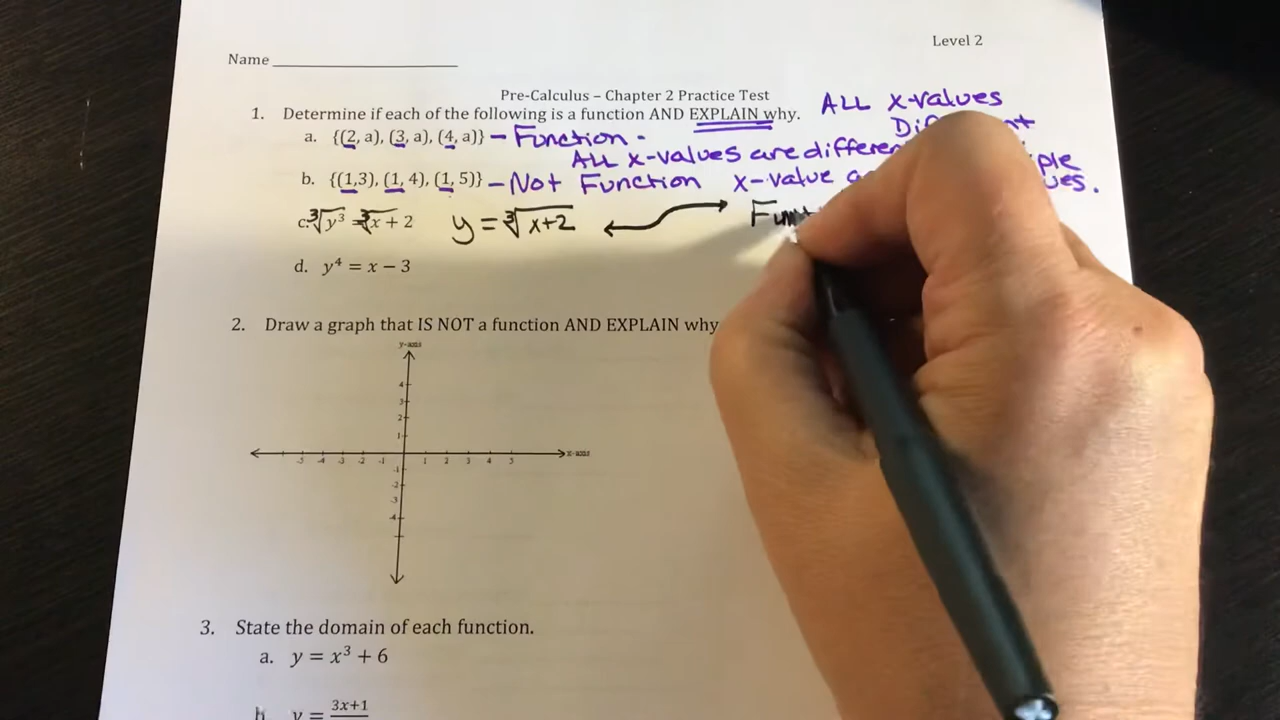 Level 2
Name
Pre-Calculus – Chapter 2 Practice Test
1. Determine if each of the following is a function AND EXPLAIN why. ALL x-values
a. {(2, a), (3, a), (4, a)} – Function -
ALL x-values are
b. {(1,3), (1, 4), (1, 5)} – Not Function x-value
c. ∛y³ = ∛x + 2 y = ∛x+2
d. y⁴ = x − 3
2. Draw a graph that IS NOT a function AND EXPLAIN why
y-axis
4
3
2
1
-5 -4 -3 -2 -1 1 2 3 4 5 x-axis
-1
-2
-3
-4
3. State the domain of each function.
a. y = x³ + 6
b. y = 3x+1